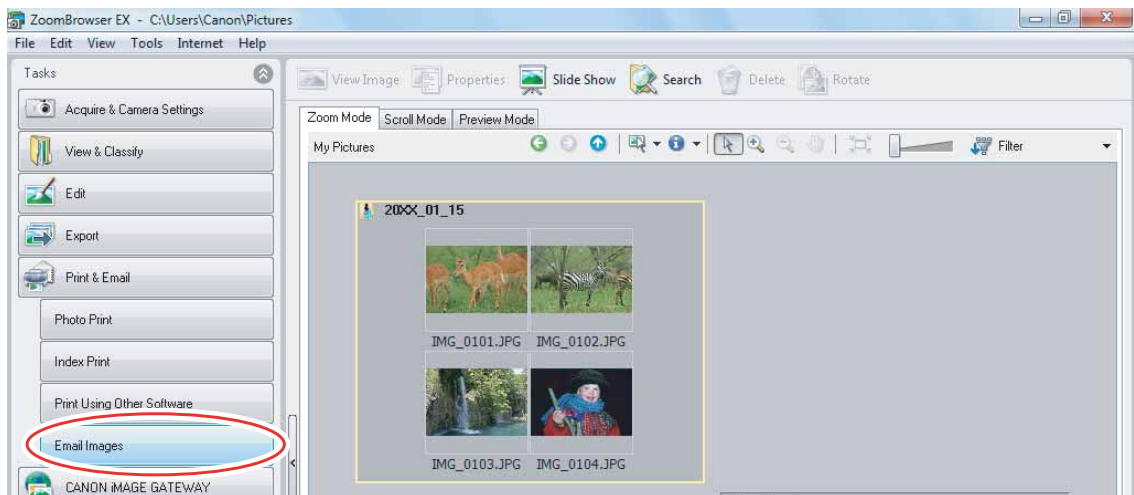 ZoomBrowser EX - C:\Users\Canon\Pictures
File Edit View Tools Internet Help
Tasks
View Image Properties Slide Show Search Delete Rotate
Acquire & Camera Settings
Zoom Mode Scroll Mode Preview Mode
View & Classify
My Pictures
Filter
Edit
20XX_01_15
Export
Print & Email
Photo Print
IMG_0101.JPG IMG_0102.JPG
Index Print
Print Using Other Software
Email Images
IMG_0103.JPG IMG_0104.JPG
CANON iMAGE GATEWAY